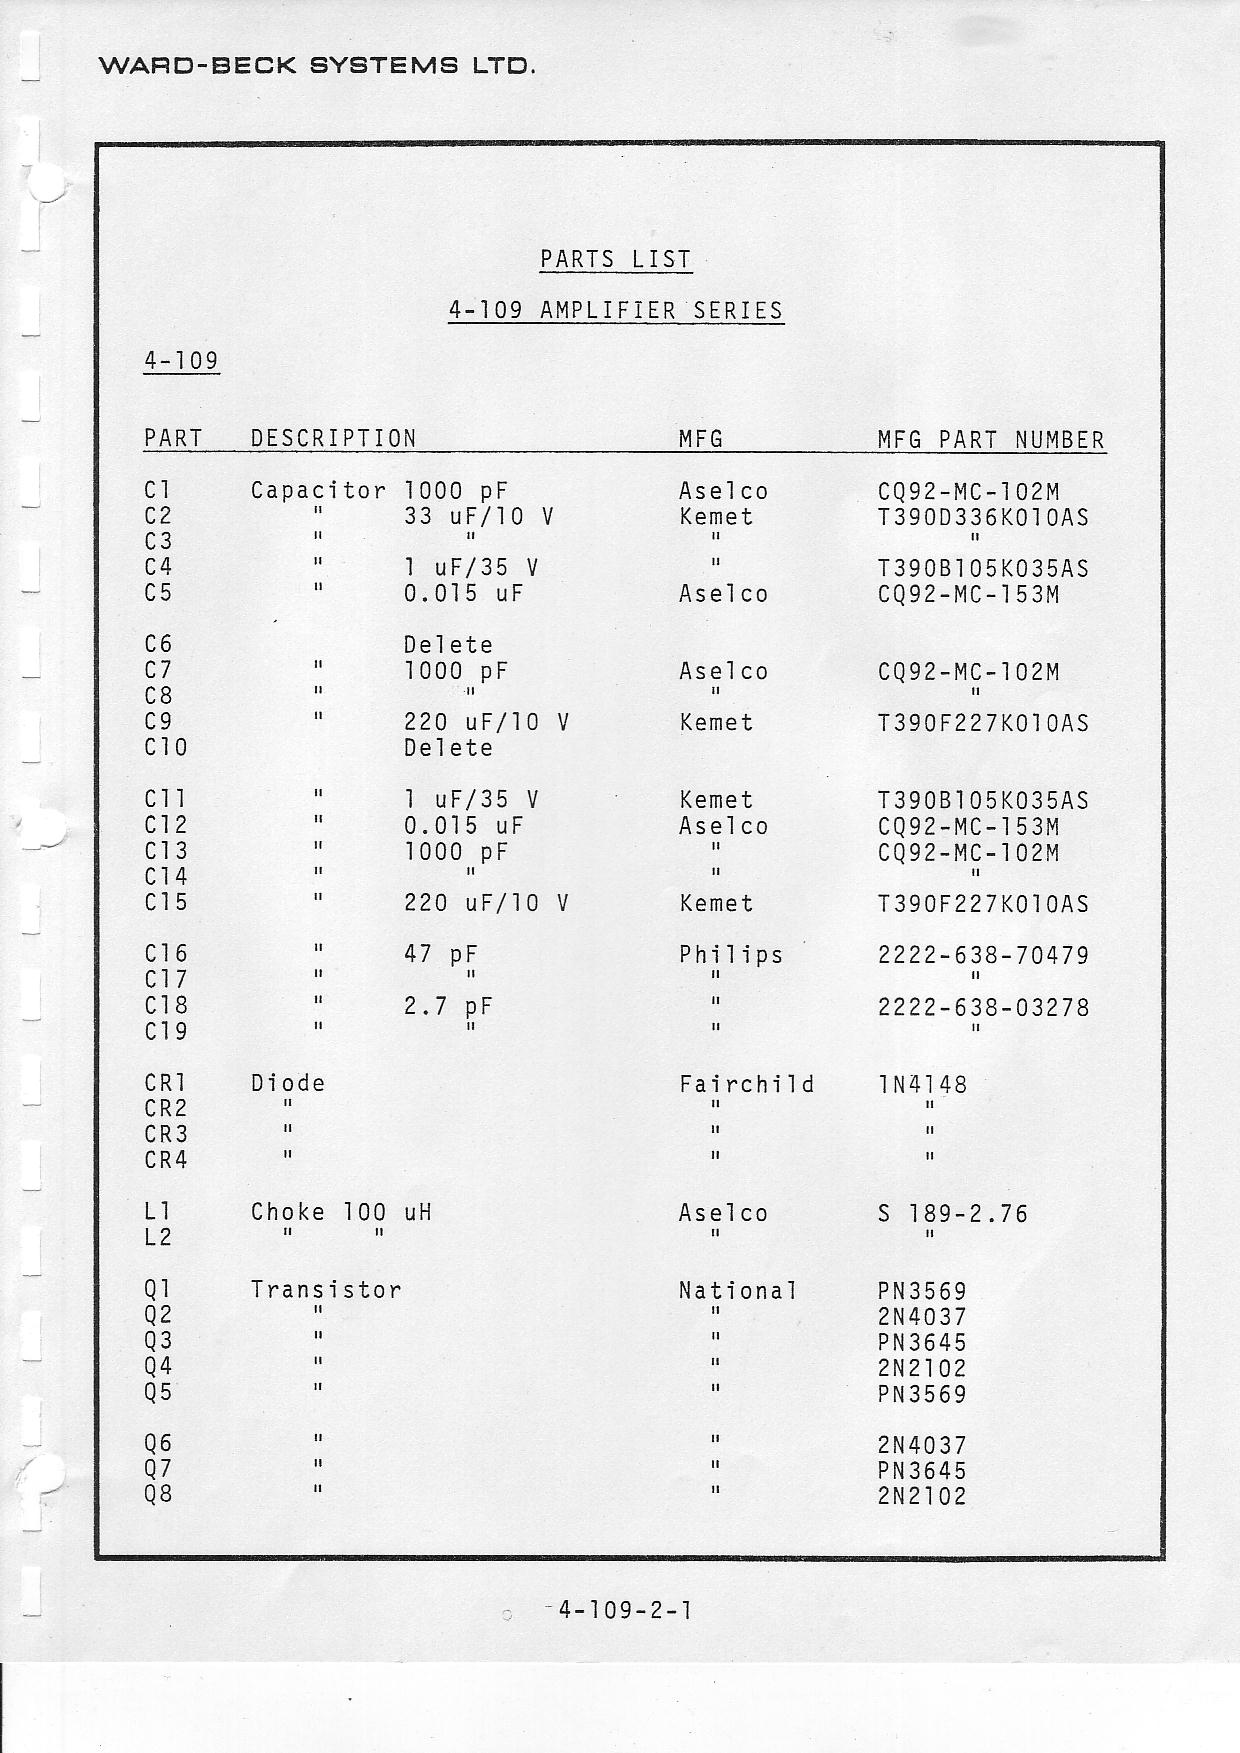 WARD-BECK SYSTEMS LTD.
PARTS LIST
4-109 AMPLIFIER SERIES
4-109
PART DESCRIPTION MFG MFG PART NUMBER
C1 Capacitor 1000 pF Aselco CQ92-MC-102M
C2 " 33 uF/10 V Kemet T390D336K010AS
C3 " " " "
C4 " 1 uF/35 V " T390B105K035AS
C5 " 0.015 uF Aselco CQ92-MC-153M
C6 Delete
C7 " 1000 pF Aselco CQ92-MC-102M
C8 " " " "
C9 " 220 uF/10 V Kemet T390F227K010AS
C10 Delete
C11 " 1 uF/35 V Kemet T390B105K035AS
C12 " 0.015 uF Aselco CQ92-MC-153M
C13 " 1000 pF " CQ92-MC-102M
C14 " " " "
C15 " 220 uF/10 V Kemet T390F227K010AS
C16 " 47 pF Philips 2222-638-70479
C17 " " " "
C18 " 2.7 pF " 2222-638-03278
C19 " " " "
CR1 Diode Fairchild 1N4148
CR2 " " "
CR3 " " "
CR4 " " "
L1 Choke 100 uH Aselco S 189-2.76
L2 " " " "
Q1 Transistor National PN3569
Q2 " " 2N4037
Q3 " " PN3645
Q4 " " 2N2102
Q5 " " PN3569
Q6 " " 2N4037
Q7 " " PN3645
Q8 " " 2N2102
4-109-2-1